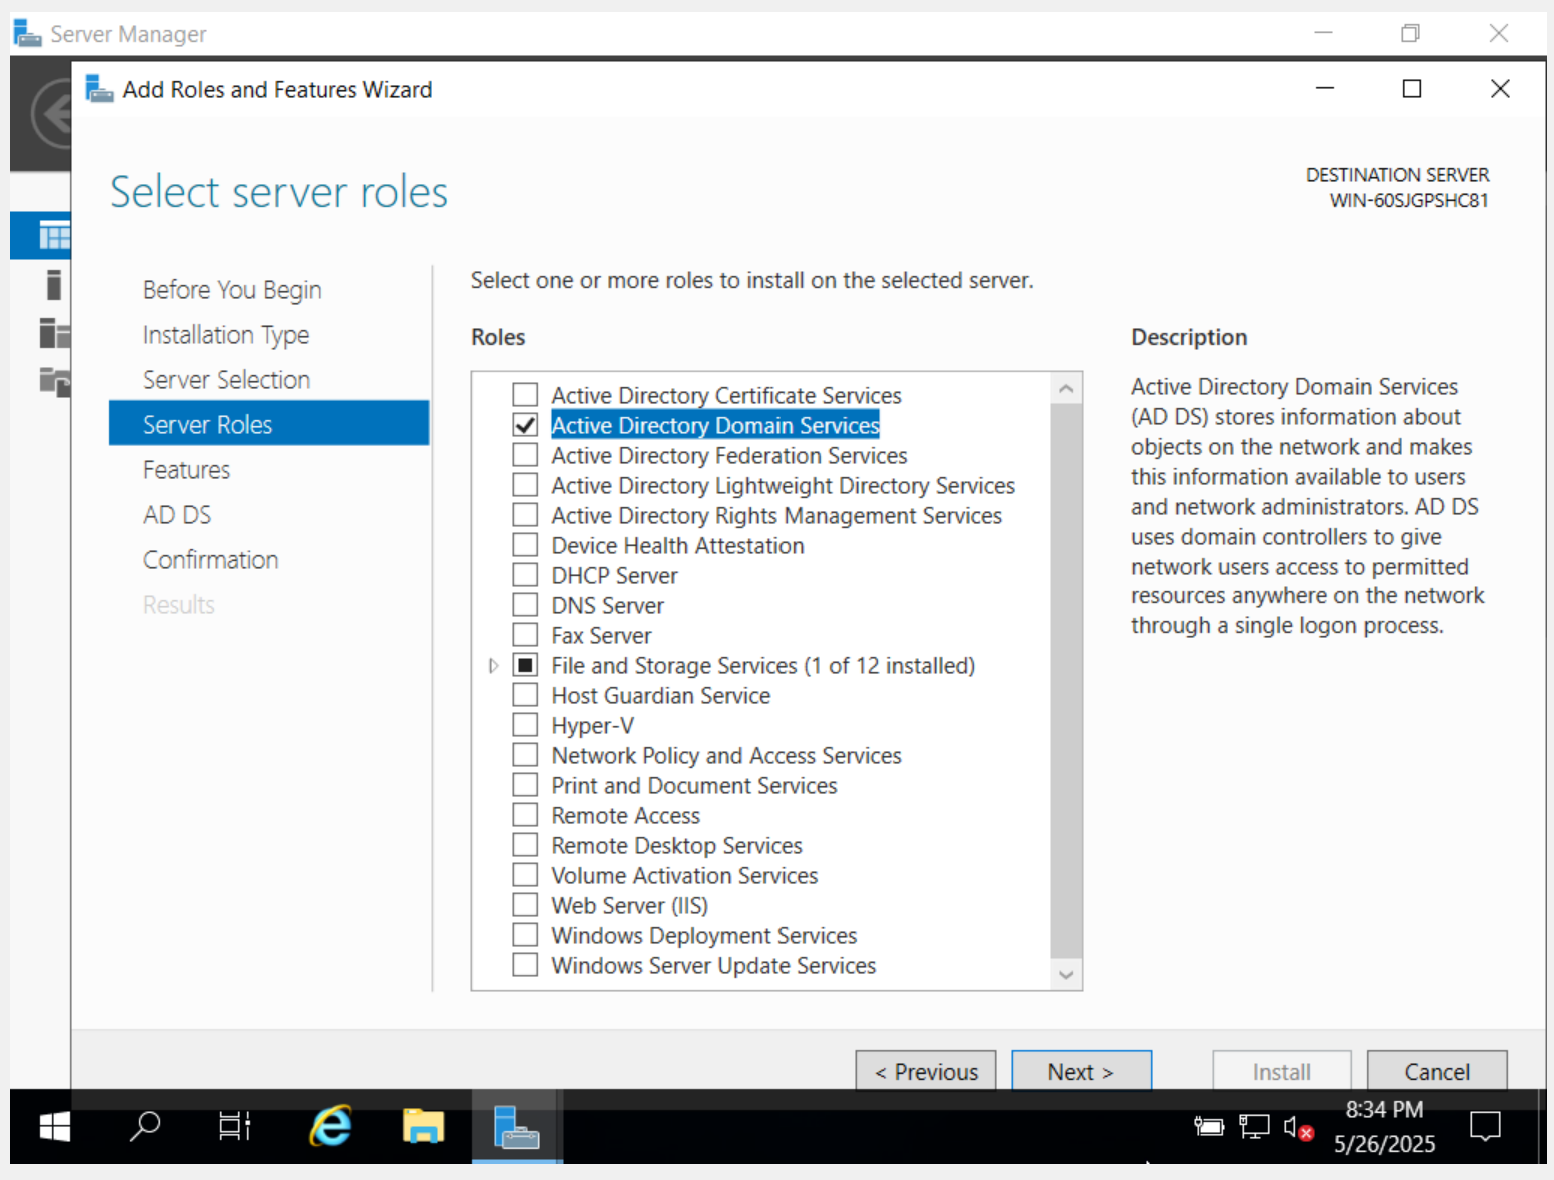 Server Manager
Add Roles and Features Wizard
Select server roles
DESTINATION SERVER
WIN-60SJGPSHC81
Before You Begin
Installation Type
Server Selection
Server Roles
Features
AD DS
Confirmation
Results
Select one or more roles to install on the selected server.
Roles
Active Directory Certificate Services
Active Directory Domain Services
Active Directory Federation Services
Active Directory Lightweight Directory Services
Active Directory Rights Management Services
Device Health Attestation
DHCP Server
DNS Server
Fax Server
File and Storage Services (1 of 12 installed)
Host Guardian Service
Hyper-V
Network Policy and Access Services
Print and Document Services
Remote Access
Remote Desktop Services
Volume Activation Services
Web Server (IIS)
Windows Deployment Services
Windows Server Update Services
Description
Active Directory Domain Services
(AD DS) stores information about
objects on the network and makes
this information available to users
and network administrators. AD DS
uses domain controllers to give
network users access to permitted
resources anywhere on the network
through a single logon process.
< Previous
Next >
Install
Cancel
8:34 PM
5/26/2025